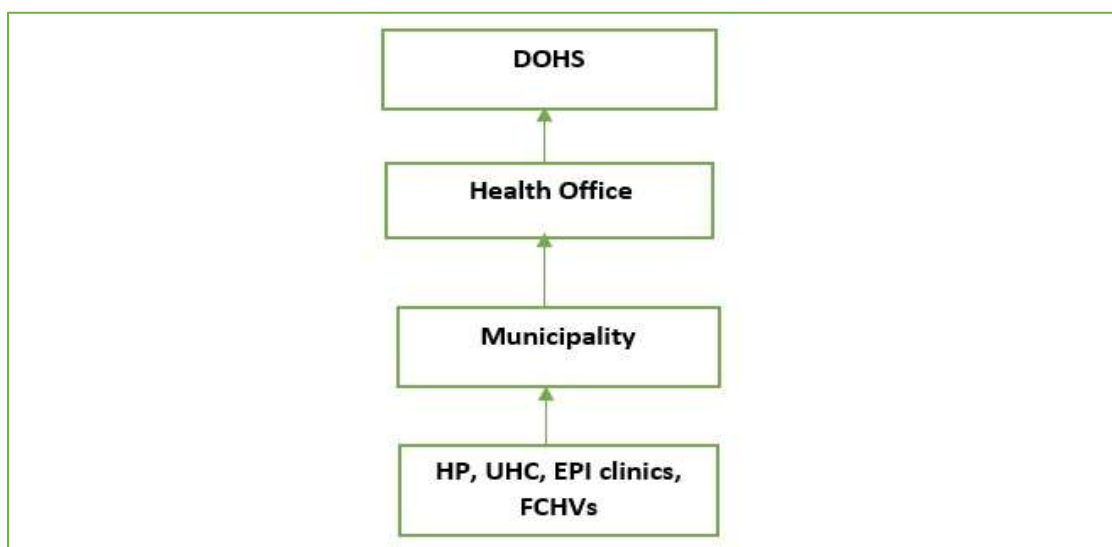 DOHS
Health Office
Municipality
HP, UHC, EPI clinics,
FCHVs